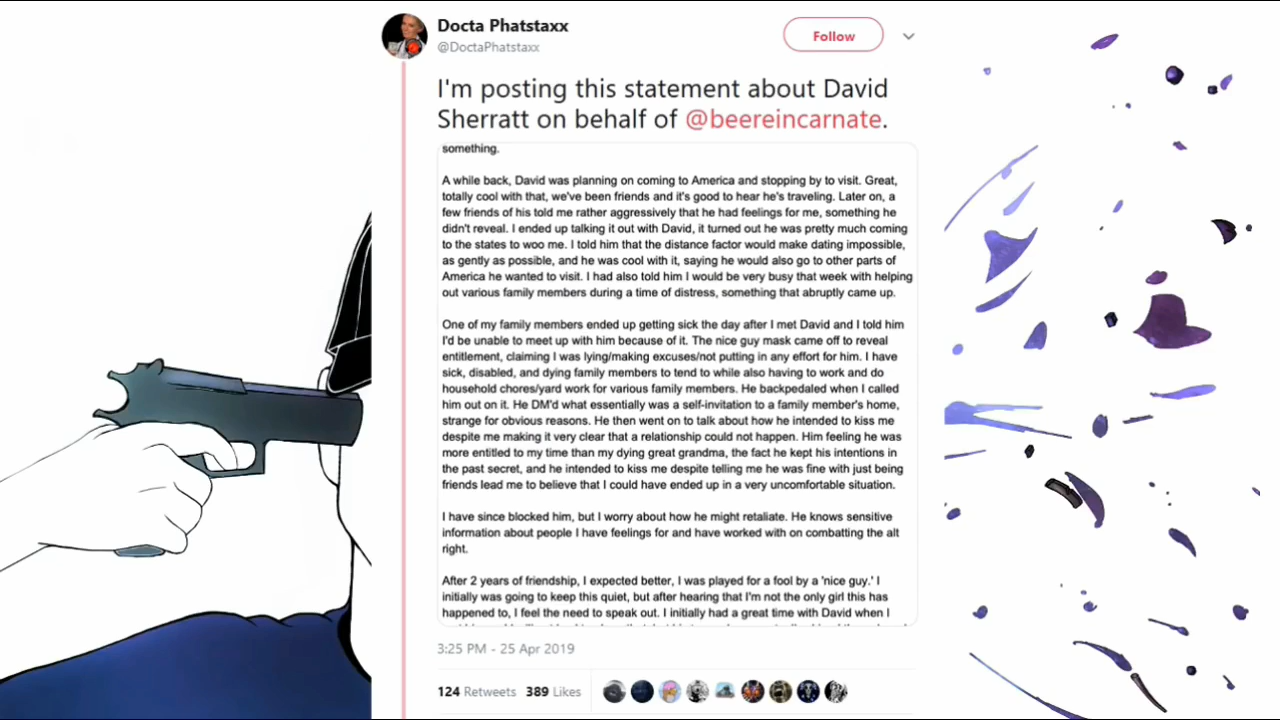 Docta Phatstaxx
@DoctaPhatstaxx
Follow
I'm posting this statement about David
Sherratt on behalf of @beereincarnate.
something.
A while back, David was planning on coming to America and stopping by to visit. Great,
totally cool with that, we've been friends and it's good to hear he's traveling. Later on, a
few friends of his told me rather aggressively that he had feelings for me, something he
didn't reveal. I ended up talking it out with David, it turned out he was pretty much coming
to the states to woo me. I told him that the distance factor would make dating impossible,
as gently as possible, and he was cool with it, saying he would also go to other parts of
America he wanted to visit. I had also told him I would be very busy that week with helping
out various family members during a time of distress, something that abruptly came up.
One of my family members ended up getting sick the day after I met David and I told him
I'd be unable to meet up with him because of it. The nice guy mask came off to reveal
entitlement, claiming I was lying/making excuses/not putting in any effort for him. I have
sick, disabled, and dying family members to tend to while also having to work and do
household chores/yard work for various family members. He backpedaled when I called
him out on it. He DM'd what essentially was a self-invitation to a family member's home,
strange for obvious reasons. He then went on to talk about how he intended to kiss me
despite me making it very clear that a relationship could not happen. Him feeling he was
more entitled to my time than my dying great grandma, the fact he kept his intentions in
the past secret, and he intended to kiss me despite telling me he was fine with just being
friends lead me to believe that I could have ended up in a very uncomfortable situation.
I have since blocked him, but I worry about how he might retaliate. He knows sensitive
information about people I have feelings for and have worked with on combatting the alt
right.
After 2 years of friendship, I expected better, I was played for a fool by a 'nice guy.' I
initially was going to keep this quiet, but after hearing that I'm not the only girl this has
happened to, I feel the need to speak out. I initially had a great time with David when I
3:25 PM - 25 Apr 2019
124 Retweets 389 Likes